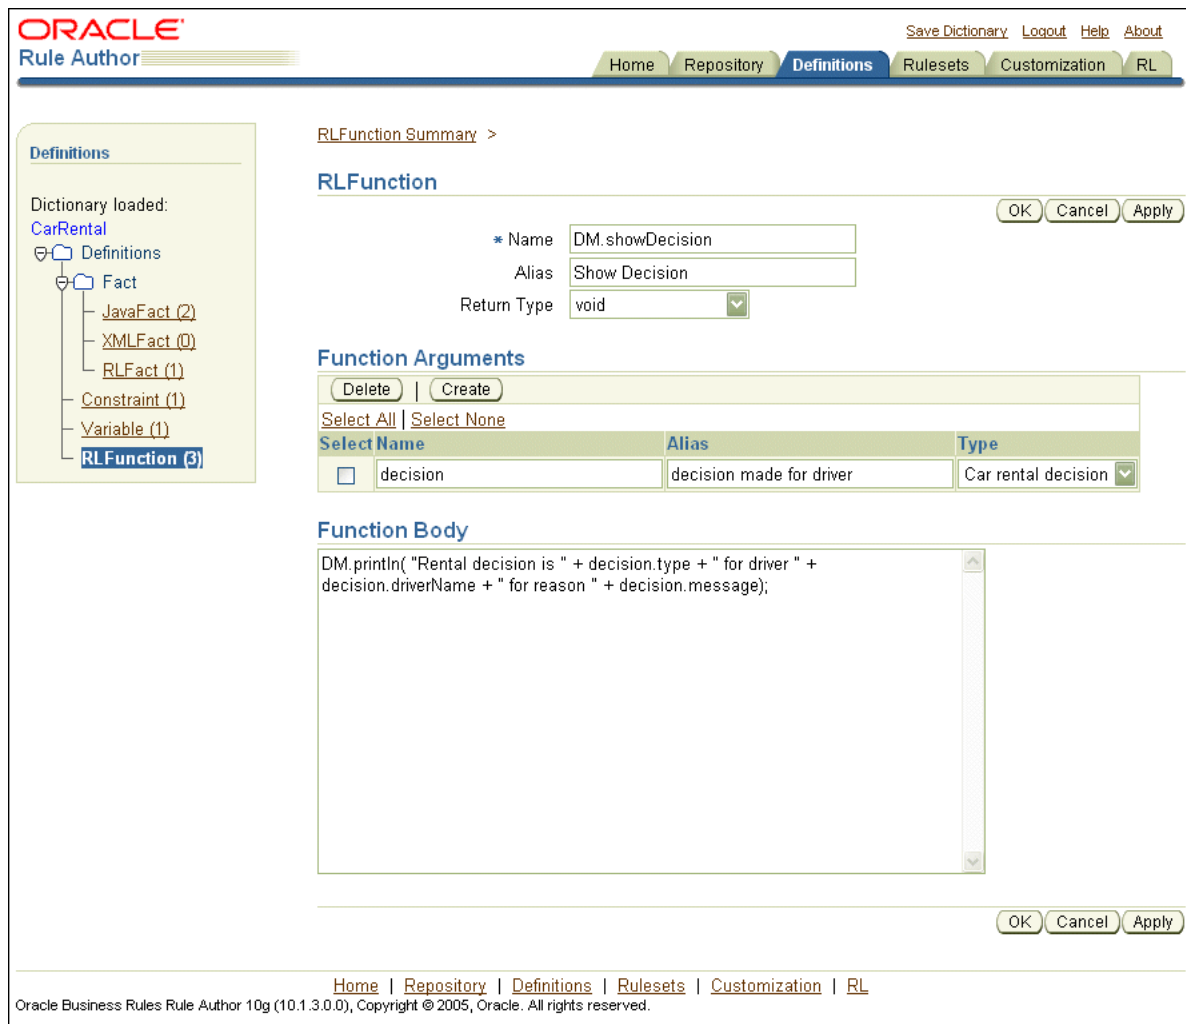 ORACLE
Rule Author
Save Dictionary Logout Help About
Home Repository Definitions Rulesets Customization RL
Definitions
Dictionary loaded:
CarRental
Definitions
Fact
JavaFact (2)
XMLFact (0)
RLFact (1)
Constraint (1)
Variable (1)
RLFunction (3)
RLFunction Summary >
RLFunction
OK Cancel Apply
* Name DM.showDecision
Alias Show Decision
Return Type void
Function Arguments
Delete | Create
Select All | Select None
Select Name Alias Type
decision decision made for driver Car rental decision
Function Body
DM.println( "Rental decision is " + decision.type + " for driver " +
decision.driverName + " for reason " + decision.message);
OK Cancel Apply
Home | Repository | Definitions | Rulesets | Customization | RL
Oracle Business Rules Rule Author 10g (10.1.3.0.0), Copyright © 2005, Oracle. All rights reserved.